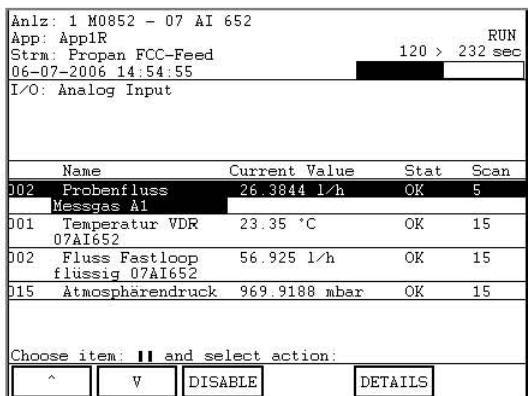 Anlz: 1 M0852 - 07 AI 652
App: App1R RUN
Strm: Propan FCC-Feed 120 > 232 sec
06-07-2006 14:54:55
I/O: Analog Input
Name Current Value Stat Scan
002 Probenfluss 26.3844 l/h OK 5
Messgas A1
001 Temperatur VDR 23.35 °C OK 15
07AI652
002 Fluss Fastloop 56.925 l/h OK 15
flüssig 07AI652
015 Atmosphärendruck 969.9188 mbar OK 15
Choose item: and select action:
^ V DISABLE DETAILS